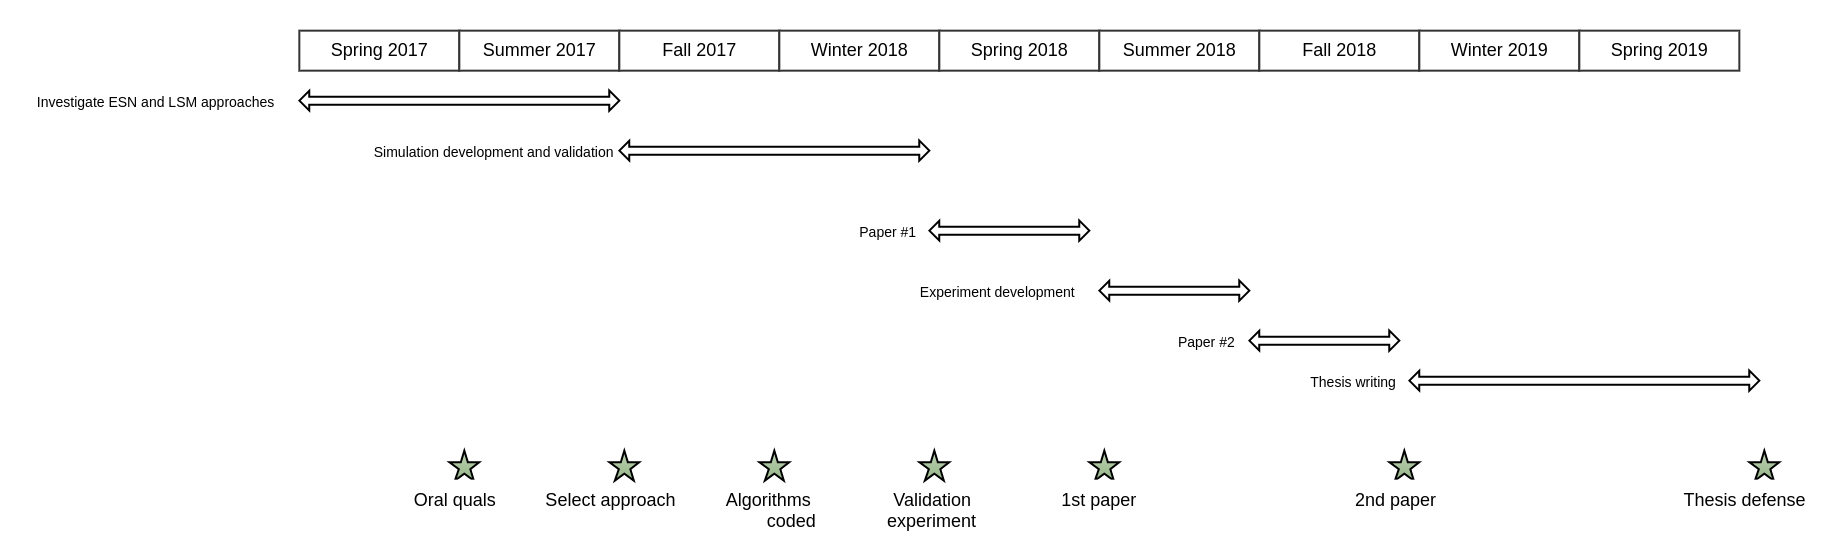 Spring 2017 Summer 2017 Fall 2017 Winter 2018 Spring 2018 Summer 2018 Fall 2018 Winter 2019 Spring 2019
Investigate ESN and LSM approaches
Simulation development and validation
Paper #1
Experiment development
Paper #2
Thesis writing
Oral quals
Select approach
Algorithms
coded
Validation
experiment
1st paper
2nd paper
Thesis defense